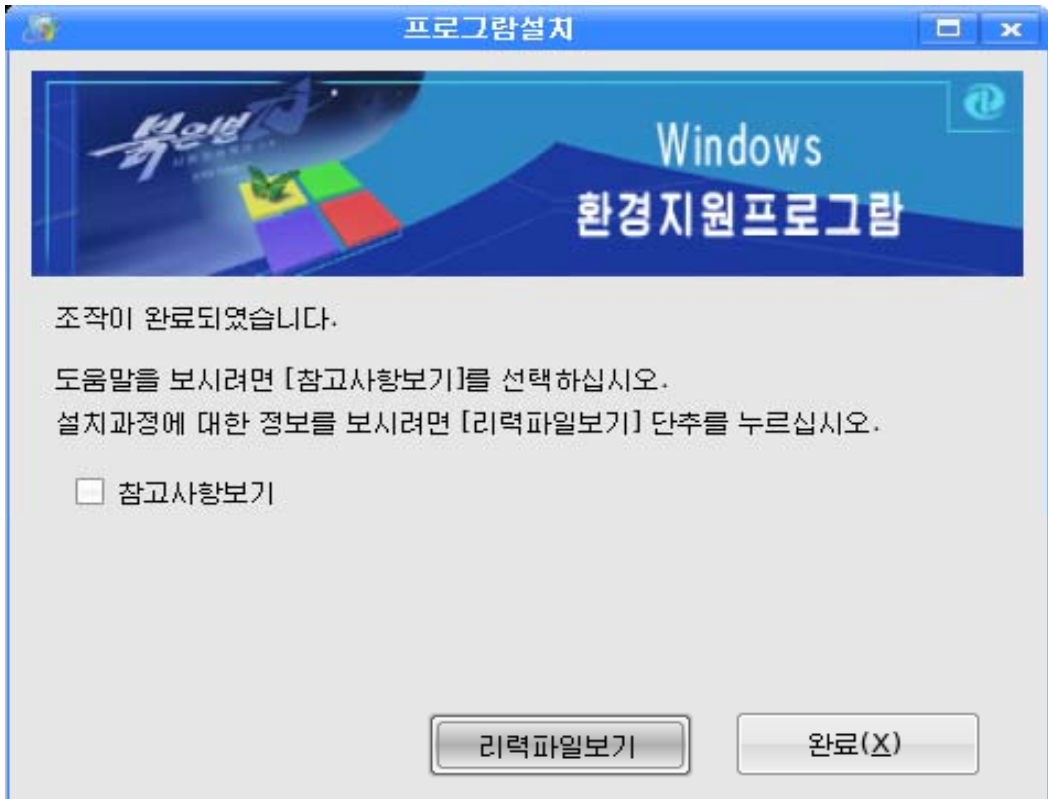 프로그람설치
붉은별
Windows
환경지원프로그람
조작이 완료되였습니다.
도움말을 보시려면 [참고사항보기]를 선택하십시오.
설치과정에 대한 정보를 보시려면 [리력파일보기] 단추를 누르십시오.
참고사항보기
리력파일보기
완료(X)